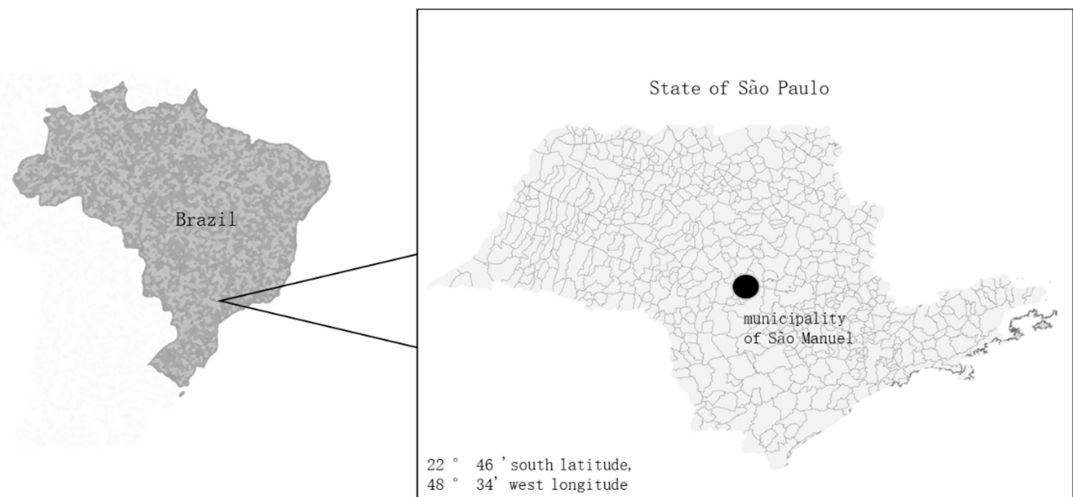 State of São Paulo
Brazil
municipality
of São Manuel
22 ° 46 'south latitude,
48 ° 34' west longitude